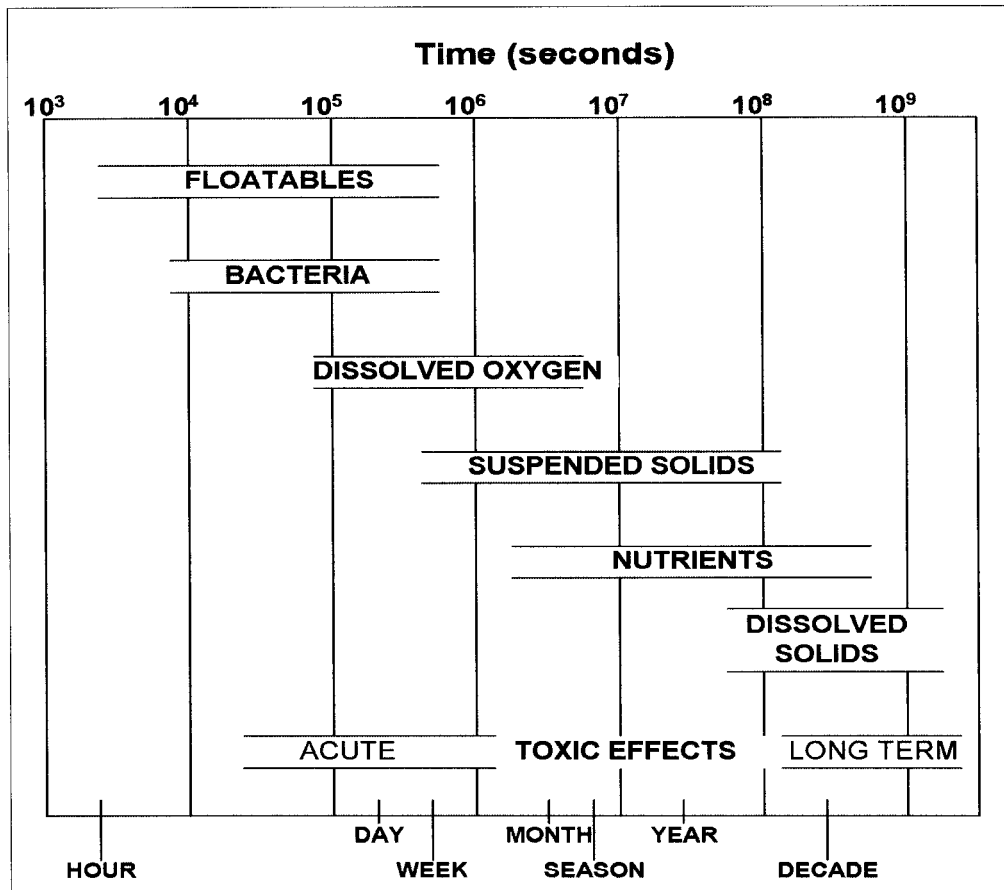 Time (seconds)
10³ 10⁴ 10⁵ 10⁶ 10⁷ 10⁸ 10⁹
FLOATABLES
BACTERIA
DISSOLVED OXYGEN
SUSPENDED SOLIDS
NUTRIENTS
DISSOLVED
SOLIDS
ACUTE TOXIC EFFECTS LONG TERM
DAY MONTH YEAR
HOUR WEEK SEASON DECADE